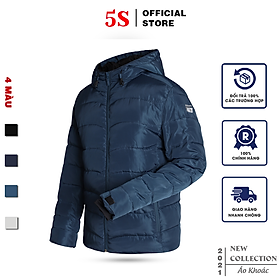 5S OFFICIAL
STORE
4 MÀU
ĐỔI TRẢ 100% TẤT
CÁC TRƯỜNG HỢP
R
100%
CHÍNH HÃNG
GIAO HÀNG
NHANH CHÓNG
2021
NEW
COLLECTION
Áo Khoác